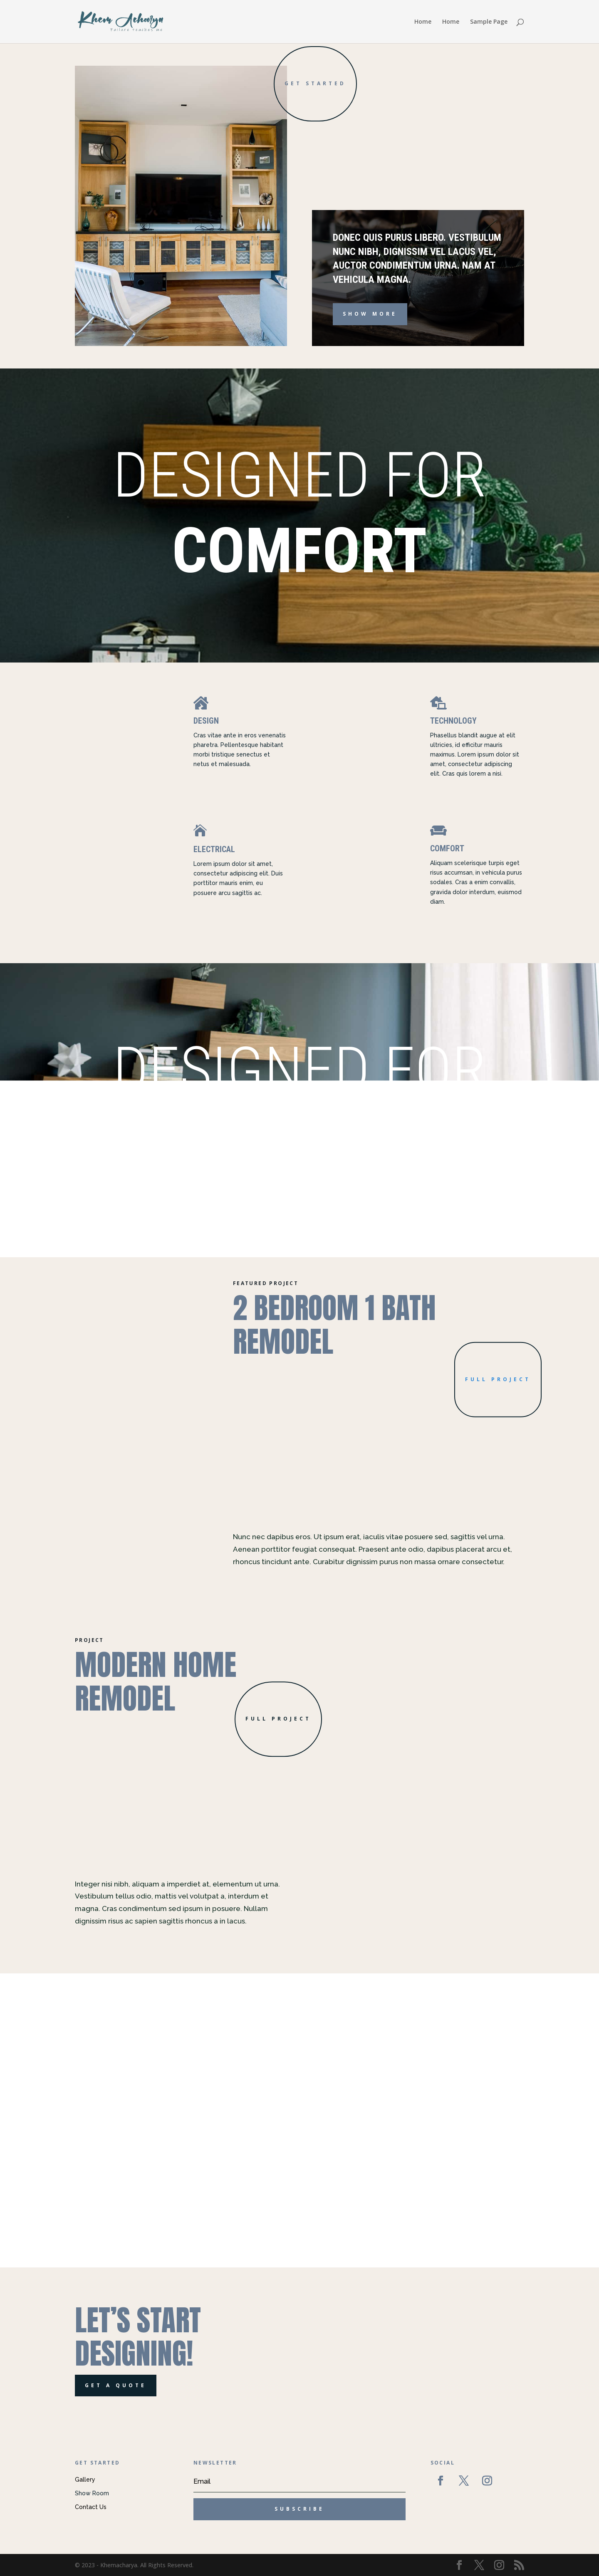 Khem Acharya
Home
Home
Sample Page
GET STARTED
DONEC QUIS PURUS LIBERO. VESTIBULUM
NUNC NIBH, DIGNISSIM VEL LACUS VEL,
AUCTOR CONDIMENTUM URNA. NAM AT
VEHICULA MAGNA.
SHOW MORE
DESIGNED FOR
COMFORT
DESIGN
Cras vitae ante in eros venenatis
pharetra. Pellentesque habitant
morbi tristique senectus et
netus et malesuada.
TECHNOLOGY
Phasellus blandit augue at elit
ultricies, id efficitur mauris
maximus. Lorem ipsum dolor sit
amet, consectetur adipiscing
elit. Cras quis lorem a nisi.
ELECTRICAL
Lorem ipsum dolor sit amet,
consectetur adipiscing elit. Duis
porttitor mauris enim, eu
posuere arcu sagittis ac.
COMFORT
Aliquam scelerisque turpis eget
risus accumsan, in vehicula purus
sodales. Cras a enim convallis,
gravida dolor interdum, euismod
diam.
DESIGNED FOR
FEATURED PROJECT
2 BEDROOM 1 BATH
REMODEL
FULL PROJECT
Nunc nec dapibus eros. Ut ipsum erat, iaculis vitae posuere sed, sagittis vel urna.
Aenean porttitor feugiat consequat. Praesent ante odio, dapibus placerat arcu et,
rhoncus tincidunt ante. Curabitur dignissim purus non massa ornare consectetur.
PROJECT
MODERN HOME
REMODEL
FULL PROJECT
Integer nisi nibh, aliquam a imperdiet at, elementum ut urna.
Vestibulum tellus odio, mattis vel volutpat a, interdum et
magna. Cras condimentum sed ipsum in posuere. Nullam
dignissim risus ac sapien sagittis rhoncus a in lacus.
LET'S START
DESIGNING!
GET A QUOTE
GET STARTED
Gallery
Show Room
Contact Us
NEWSLETTER
Email
SUBSCRIBE
SOCIAL
© 2023 - Khemacharya. All Rights Reserved.